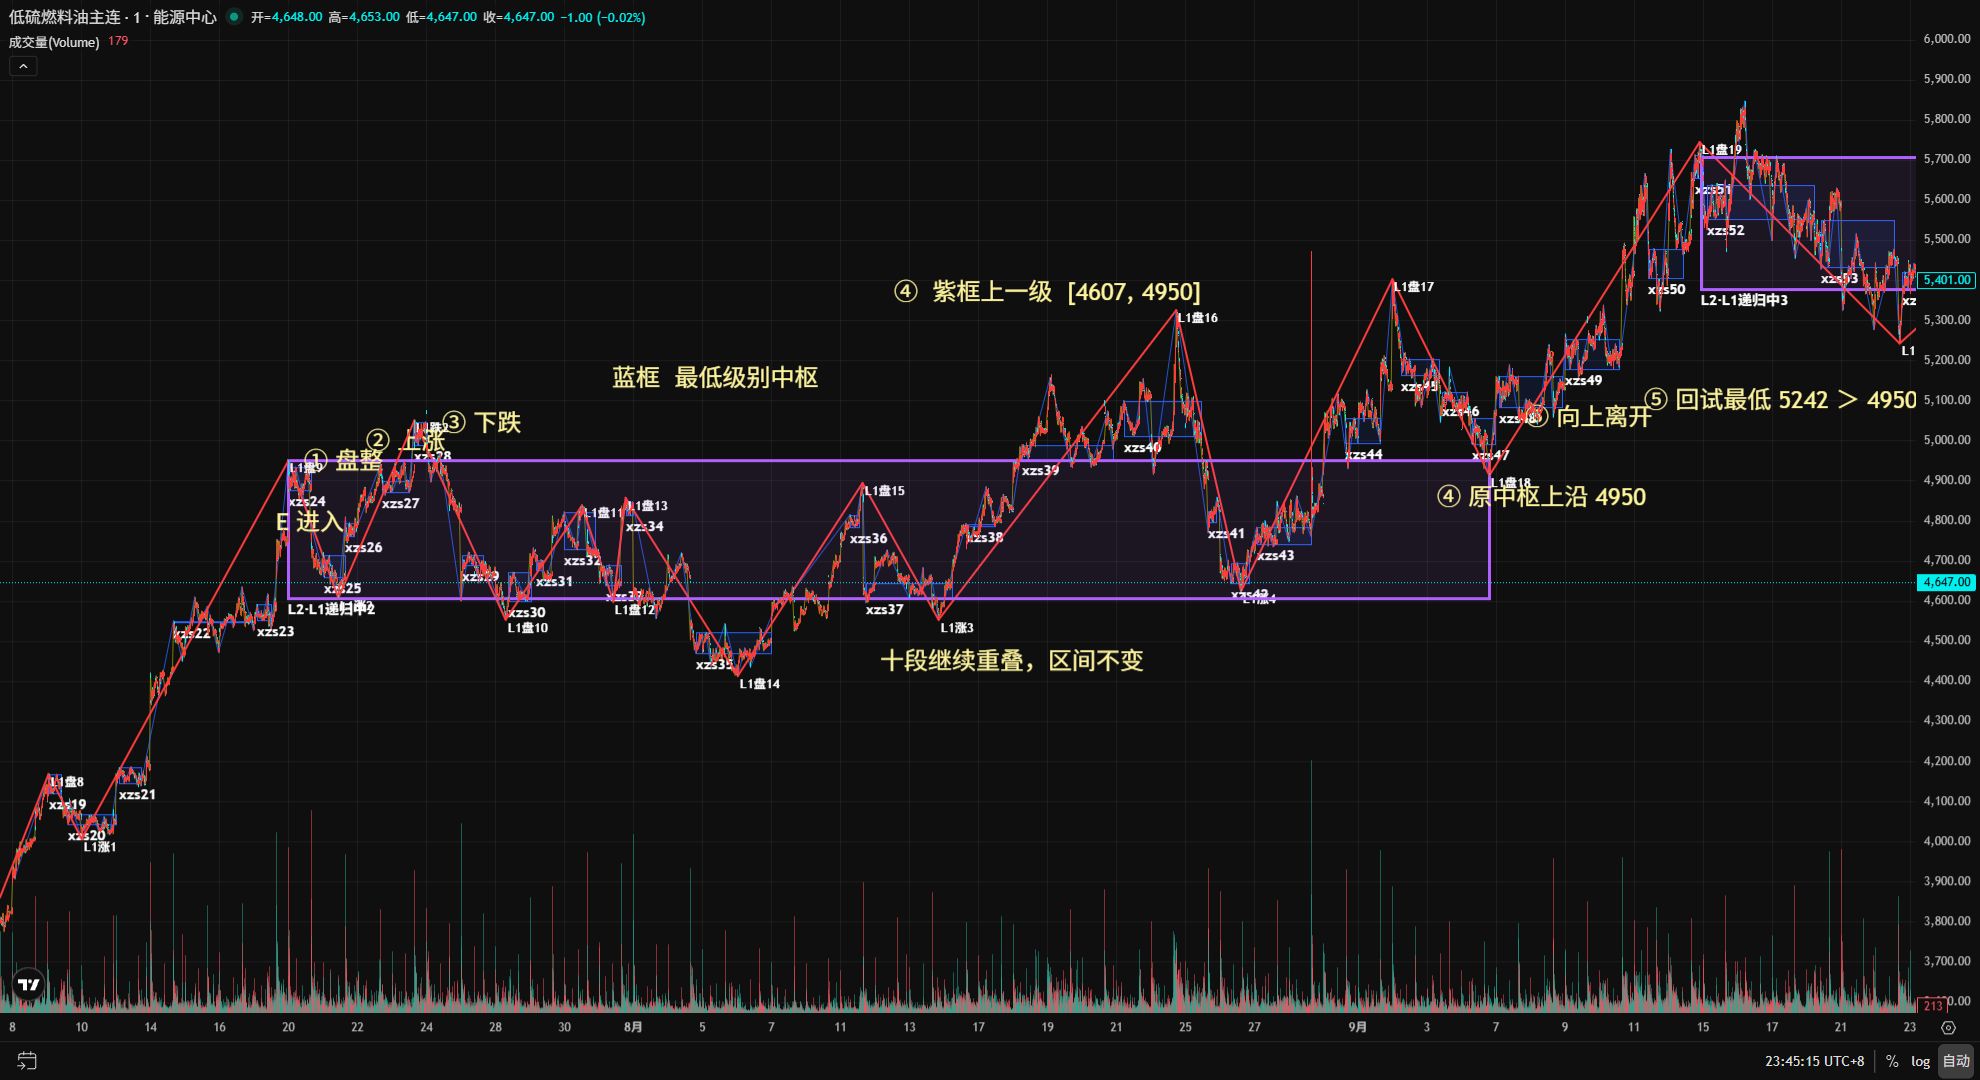 低硫燃料油主连 · 1 · 能源中心 开=4,648.00 高=4,653.00 低=4,647.00 收=4,647.00 −1.00 (−0.02%)
成交量(Volume) 179
6,000.00
5,900.00
5,800.00
5,700.00
5,600.00
5,500.00
5,401.00
5,300.00
5,200.00
5,100.00
5,000.00
4,900.00
4,800.00
4,700.00
4,647.00
4,600.00
4,500.00
4,400.00
4,300.00
4,200.00
4,100.00
4,000.00
3,900.00
3,800.00
3,700.00
213
L1盘19
xzs51
xzs52
xzs53
xzs50
L2-L1递归中3
④ 紫框上一级 [4607, 4950]
L1盘17
L1盘16
L1
蓝框 最低级别中枢
xzs45
xzs49
xzs46
xzs48
⑤ 回试最低 5242 ＞ 4950
向上离开
③ 下跌
② 上涨
xzs28
① 盘整
L1盘9
xzs24
xzs27
E 进入
xzs26
xzs25
L2-L1递归中2
xzs40
xzs39
xzs44
xzs47
L1盘18
④ 原中枢上沿 4950
L1盘15
L1盘11
L1盘13
xzs34
xzs36
xzs38
xzs41
xzs43
xzs32
xzs29
xzs31
xzs30
L1盘10
L1盘12
xzs37
xzs42
L1涨3
xzs22
xzs23
xzs35
L1盘14
十段继续重叠，区间不变
L1盘8
xzs19
xzs21
xzs20
L1涨1
8 10 14 16 20 22 24 28 30 8月 5 7 11 13 17 19 21 25 27 9月 3 7 9 11 15 17 21 23
23:45:15 UTC+8 % log 自动